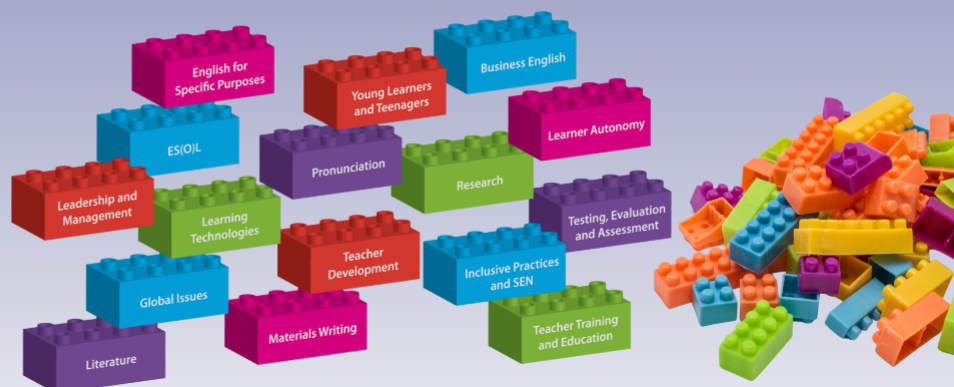 English for
Specific Purposes
Business English
Young Learners
and Teenagers
Learner Autonomy
ES(O)L
Pronunciation
Research
Leadership and
Management
Learning
Technologies
Testing, Evaluation
and Assessment
Teacher
Development
Inclusive Practices
and SEN
Global Issues
Materials Writing
Teacher Training
and Education
Literature